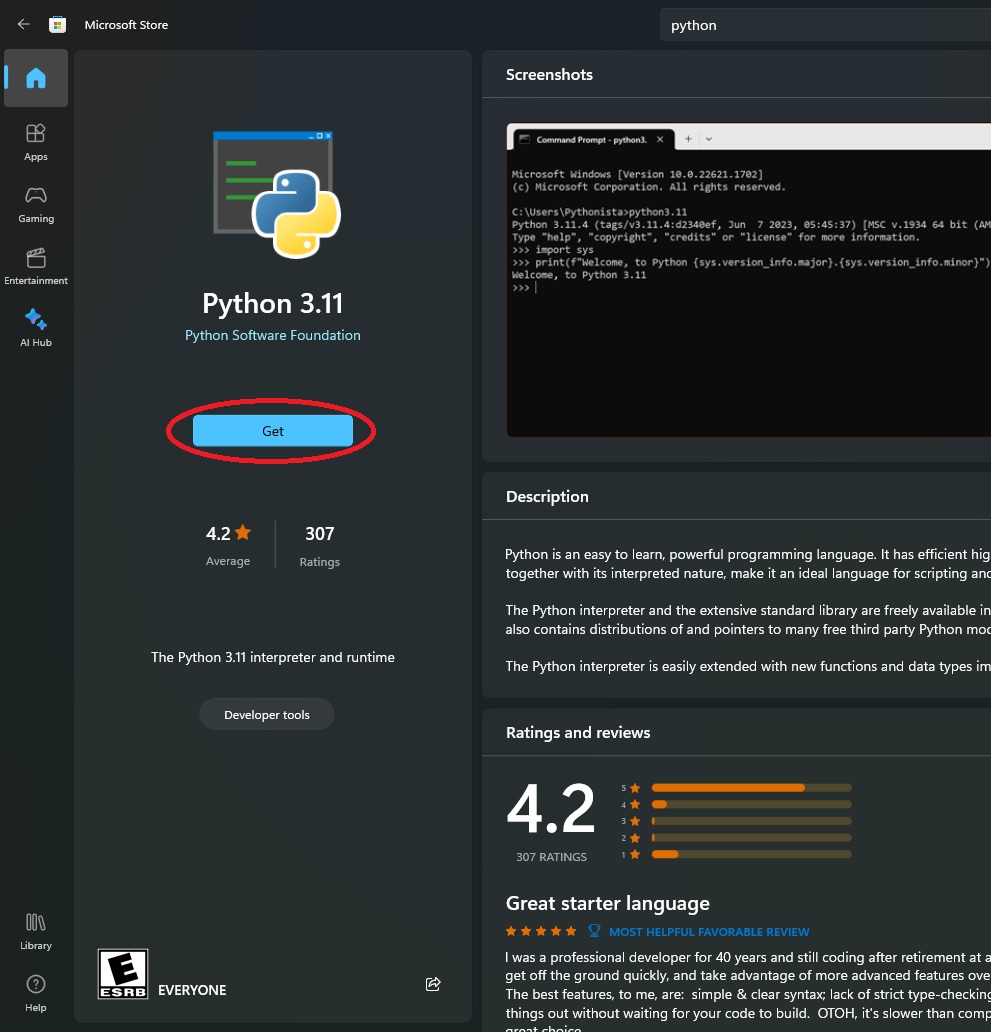 Microsoft Store
python
Apps
Gaming
Entertainment
AI Hub
Library
Help
Python 3.11
Python Software Foundation
Get
4.2
Average
307
Ratings
The Python 3.11 interpreter and runtime
Developer tools
E
ESRB
EVERYONE
Screenshots
Command Prompt - python3.
Microsoft Windows [Version 10.0.22621.1702]
(c) Microsoft Corporation. All rights reserved.
C:\Users\Pythonista>python3.11
Python 3.11.4 (tags/v3.11.4:d2340ef, Jun  7 2023, 05:45:37) [MSC v.1934 64 bit (AM
Type "help", "copyright", "credits" or "license" for more information.
>>> import sys
>>> print(f"Welcome, to Python {sys.version_info.major}.{sys.version_info.minor}")
Welcome, to Python 3.11
>>>
Description
Python is an easy to learn, powerful programming language. It has efficient hig
together with its interpreted nature, make it an ideal language for scripting and
The Python interpreter and the extensive standard library are freely available in
also contains distributions of and pointers to many free third party Python mod
The Python interpreter is easily extended with new functions and data types im
Ratings and reviews
4.2
307 RATINGS
5
4
3
2
1
Great starter language
MOST HELPFUL FAVORABLE REVIEW
I was a professional developer for 40 years and still coding after retirement at a
get off the ground quickly, and take advantage of more advanced features ove
The best features, to me, are:  simple & clear syntax; lack of strict type-checking
things out without waiting for your code to build.  OTOH, it's slower than comp
great choice